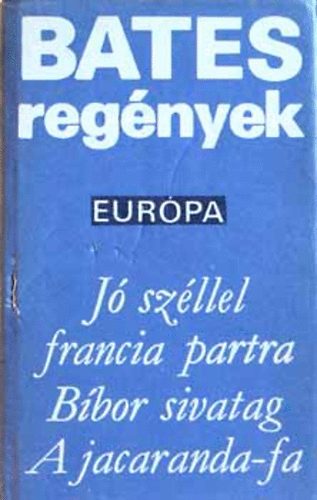 BATES
regények
EURÓPA
Jó széllel
francia partra
Bíbor sivatag
A jacaranda-fa